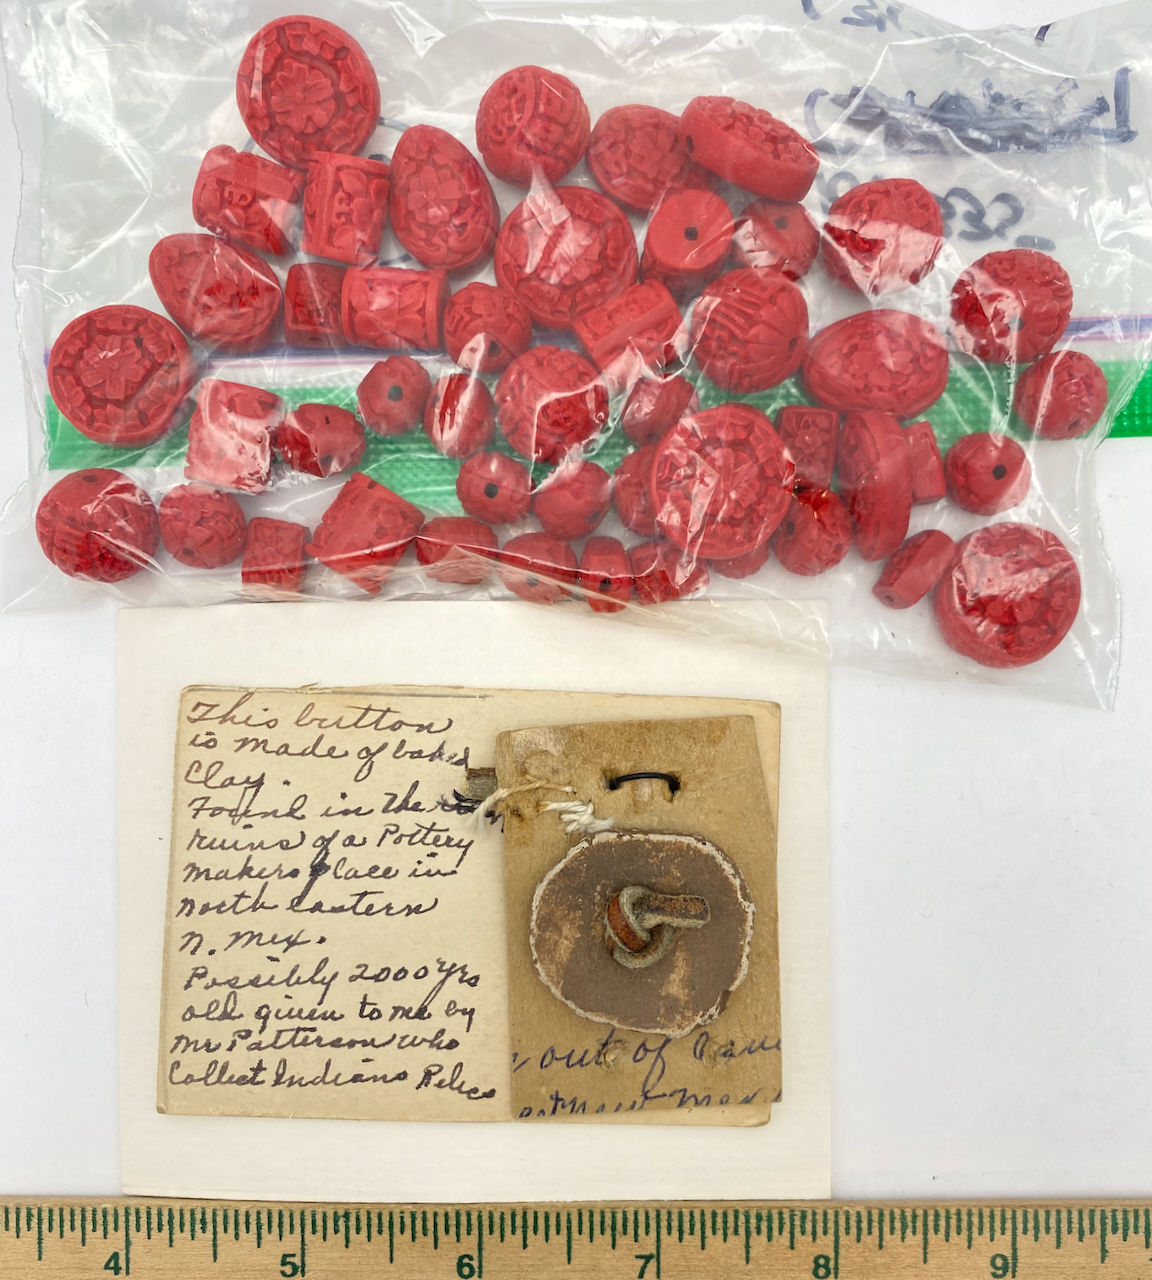 This button
is made of baked
Clay.
Found in the
ruins of a Pottery
makers place in
north eastern
N. Mex.
Possibly 2000 yrs
old given to me by
Mr Patterson who
Collect Indians Relics
out of
4 5 6 7 8 9